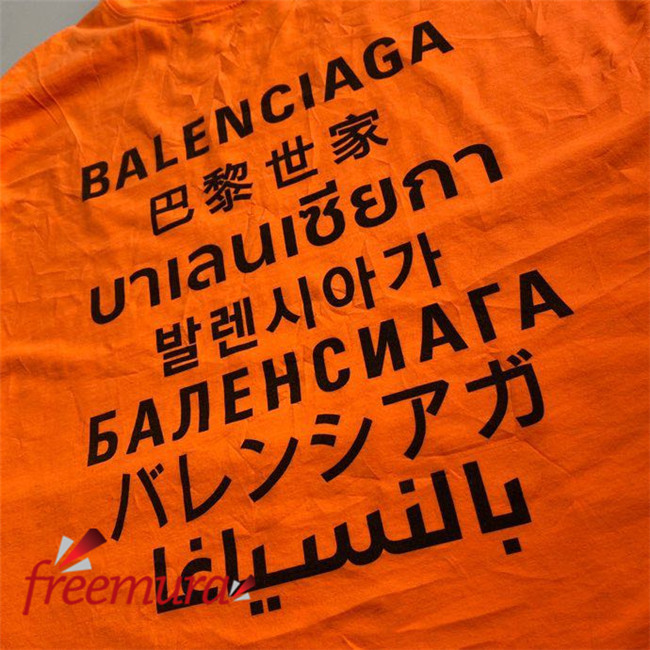 BALENCIAGA
巴黎世家
บาเลนเซียกา
발렌시아가
БАЛЕНСИАГА
バレンシアガ
بالنسياغا
freemura